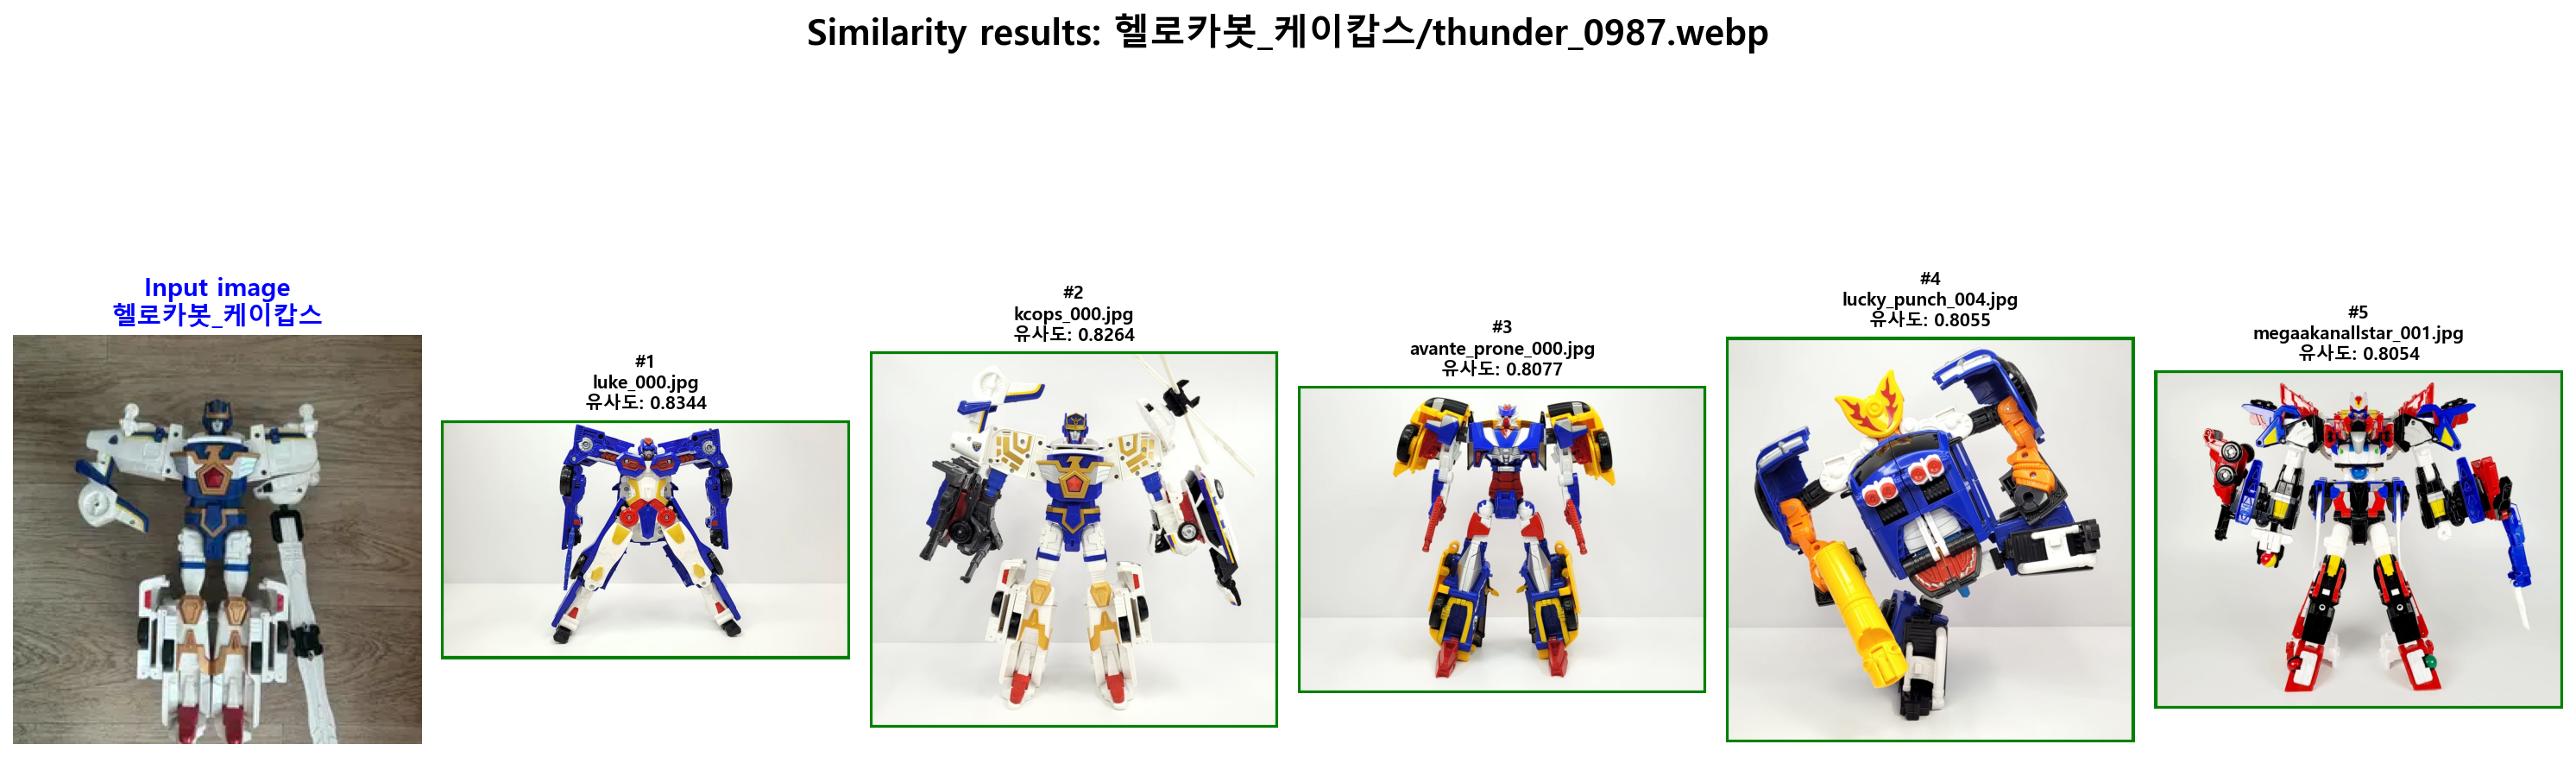 Similarity results: 헬로카봇_케이캅스/thunder_0987.webp
Input image
헬로카봇_케이캅스
#1
luke_000.jpg
유사도: 0.8344
#2
kcops_000.jpg
유사도: 0.8264
#3
avante_prone_000.jpg
유사도: 0.8077
#4
lucky_punch_004.jpg
유사도: 0.8055
#5
megaakanallstar_001.jpg
유사도: 0.8054